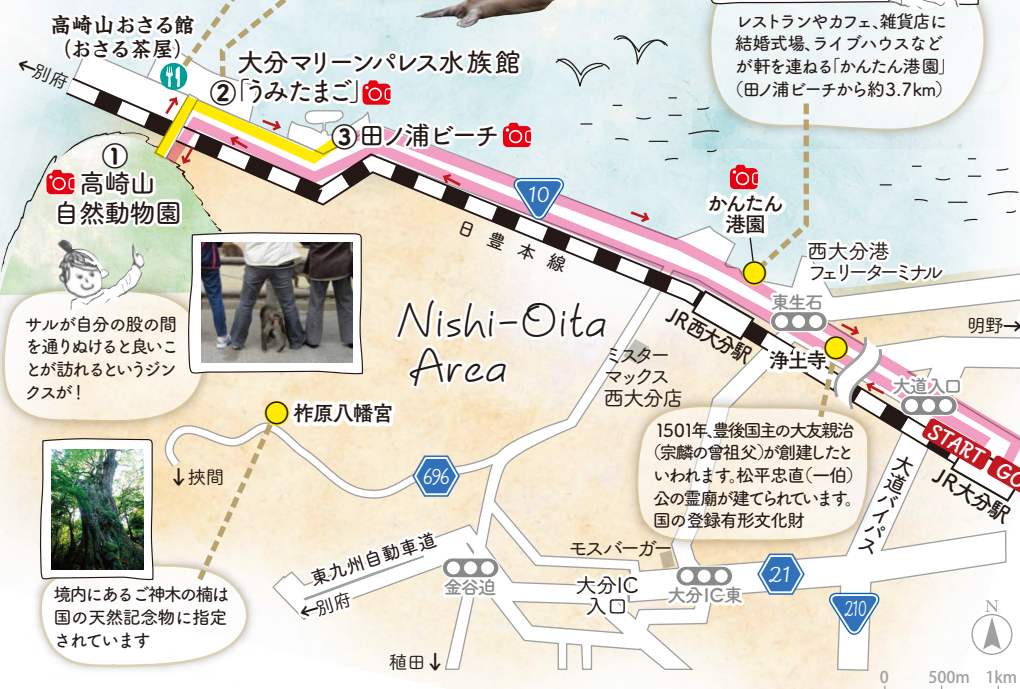 高崎山おさる館
（おさる茶屋）
←別府
② 大分マリーンパレス水族館
「うみたまご」
③ 田ノ浦ビーチ
①
高崎山
自然動物園
レストランやカフェ、雑貨店に
結婚式場、ライブハウスなど
が軒を連ねる「かんたん港園」
（田ノ浦ビーチから約3.7km）
10
かんたん
港園
日豊本線
西大分港
フェリーターミナル
東生石
明野→
JR西大分駅
浄土寺
大道入口
START
JR大分駅
サルが自分の股の間
を通りぬけると良いこ
とが訪れるというジン
クスが！
Nishi-Oita
Area
ミスター
マックス
西大分店
柞原八幡宮
↓挾間
696
1501年、豊後国主の大友親治
（宗麟の曾祖父）が創建したと
いわれます。松平忠直（一伯）
公の霊廟が建てられています。
国の登録有形文化財
大道バイパス
東九州自動車道
←別府
金谷迫
モスバーガー
大分IC
入口
大分IC東
21
210
境内にあるご神木の楠は
国の天然記念物に指定
されています
稙田↓
N
0 500m 1km